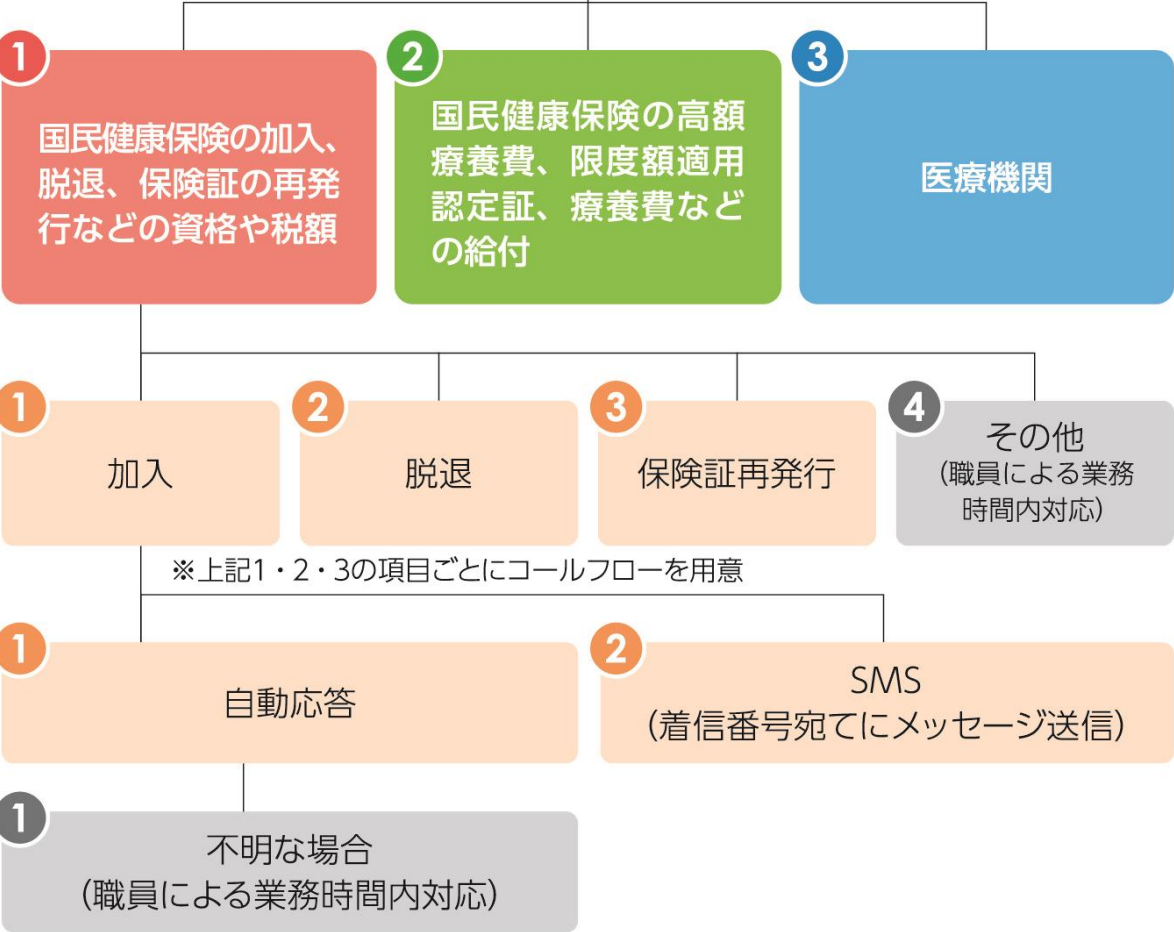 1
国民健康保険の加入、
脱退、保険証の再発
行などの資格や税額
2
国民健康保険の高額
療養費、限度額適用
認定証、療養費など
の給付
3
医療機関
1
加入
2
脱退
3
保険証再発行
4
その他
(職員による業務
時間内対応)
※上記1・2・3の項目ごとにコールフローを用意
1
自動応答
2
SMS
(着信番号宛てにメッセージ送信)
1
不明な場合
(職員による業務時間内対応)